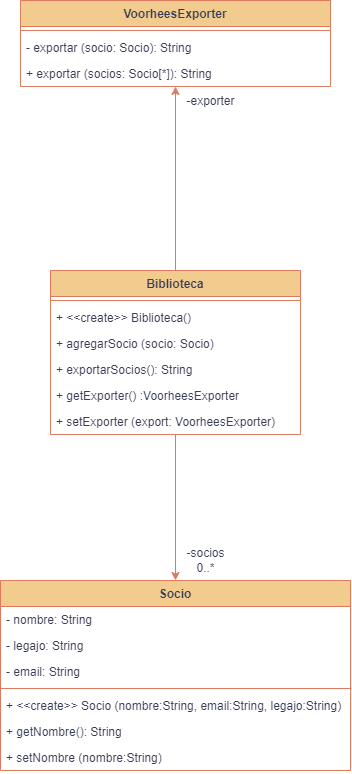 VoorheesExporter
- exportar (socio: Socio): String
+ exportar (socios: Socio[*]): String
-exporter
Biblioteca
+ <<create>> Biblioteca()
+ agregarSocio (socio: Socio)
+ exportarSocios(): String
+ getExporter() :VoorheesExporter
+ setExporter (export: VoorheesExporter)
-socios
0..*
Socio
- nombre: String
- legajo: String
- email: String
+ <<create>> Socio (nombre:String, email:String, legajo:String)
+ getNombre(): String
+ setNombre (nombre:String)